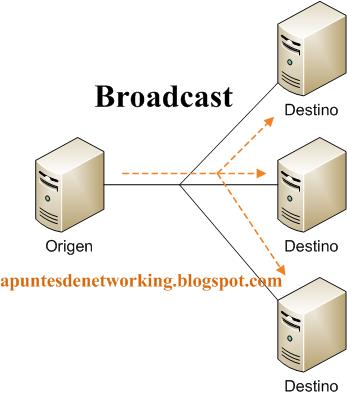 Broadcast
Destino
Origen
Destino
apuntesdenetworking.blogspot.com
Destino